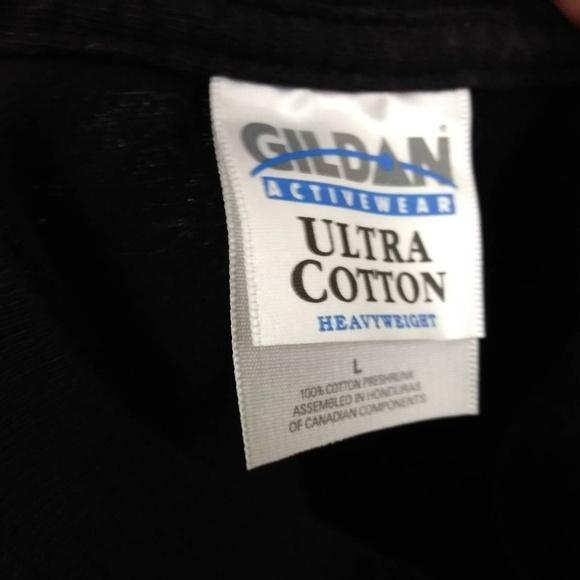 GILDAN
ACTIVEWEAR
ULTRA
COTTON
HEAVYWEIGHT
L
100% COTTON PRESHRUNK
ASSEMBLED IN HONDURAS
OF CANADIAN COMPONENTS